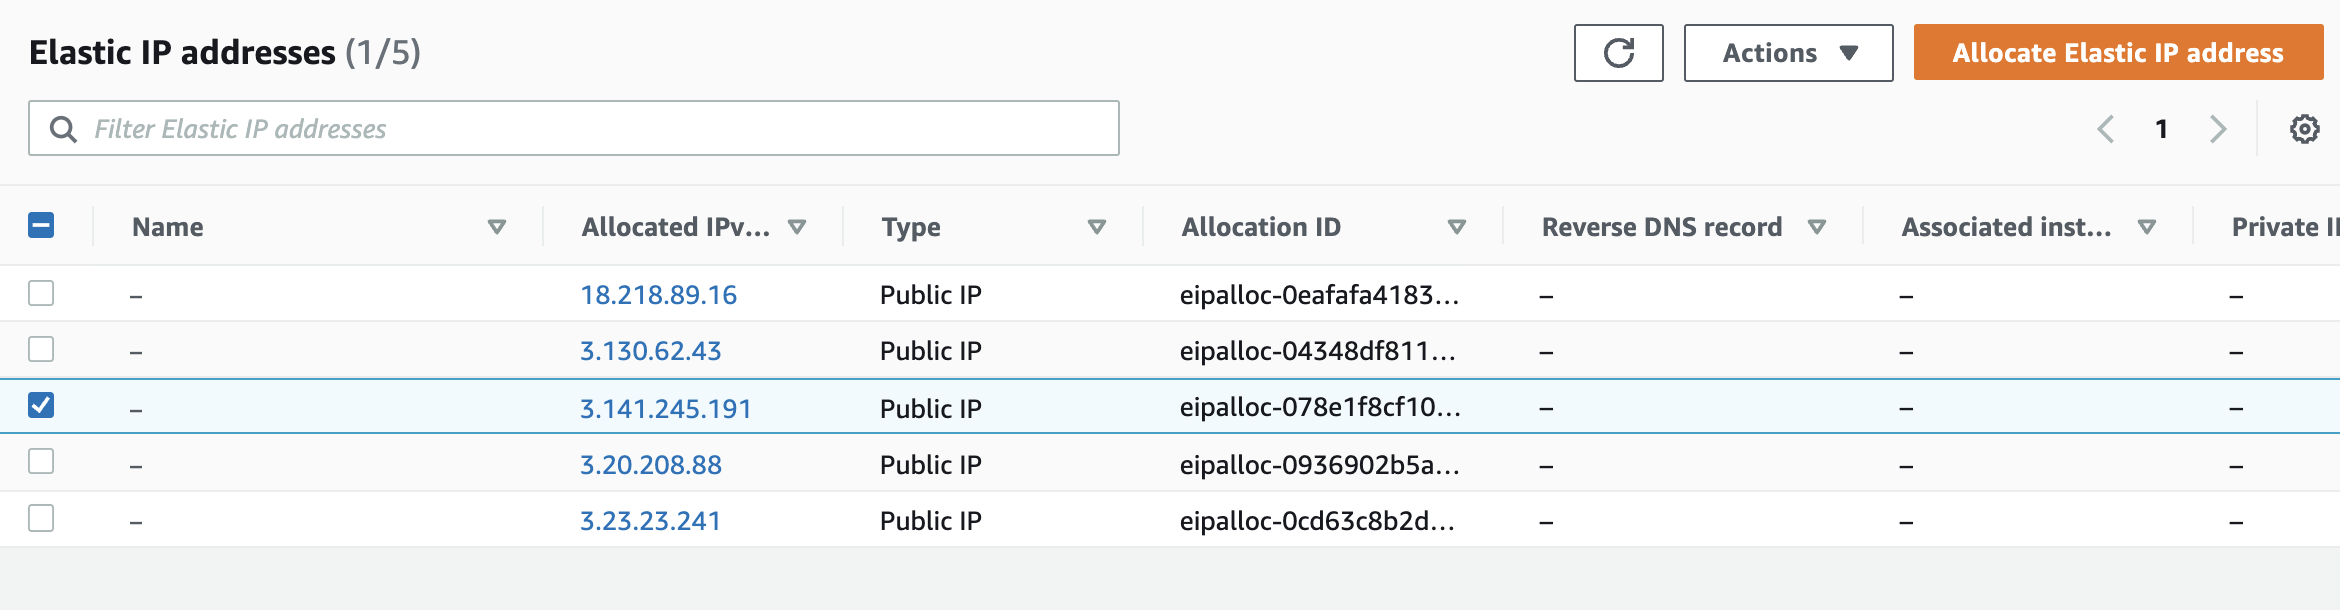 Elastic IP addresses (1/5)
Actions
Allocate Elastic IP address
Filter Elastic IP addresses
1
Name Allocated IPv... Type Allocation ID Reverse DNS record Associated inst... Private I
– 18.218.89.16 Public IP eipalloc-0eafafa4183... – – –
– 3.130.62.43 Public IP eipalloc-04348df811... – – –
– 3.141.245.191 Public IP eipalloc-078e1f8cf10... – – –
– 3.20.208.88 Public IP eipalloc-0936902b5a... – – –
– 3.23.23.241 Public IP eipalloc-0cd63c8b2d... – – –